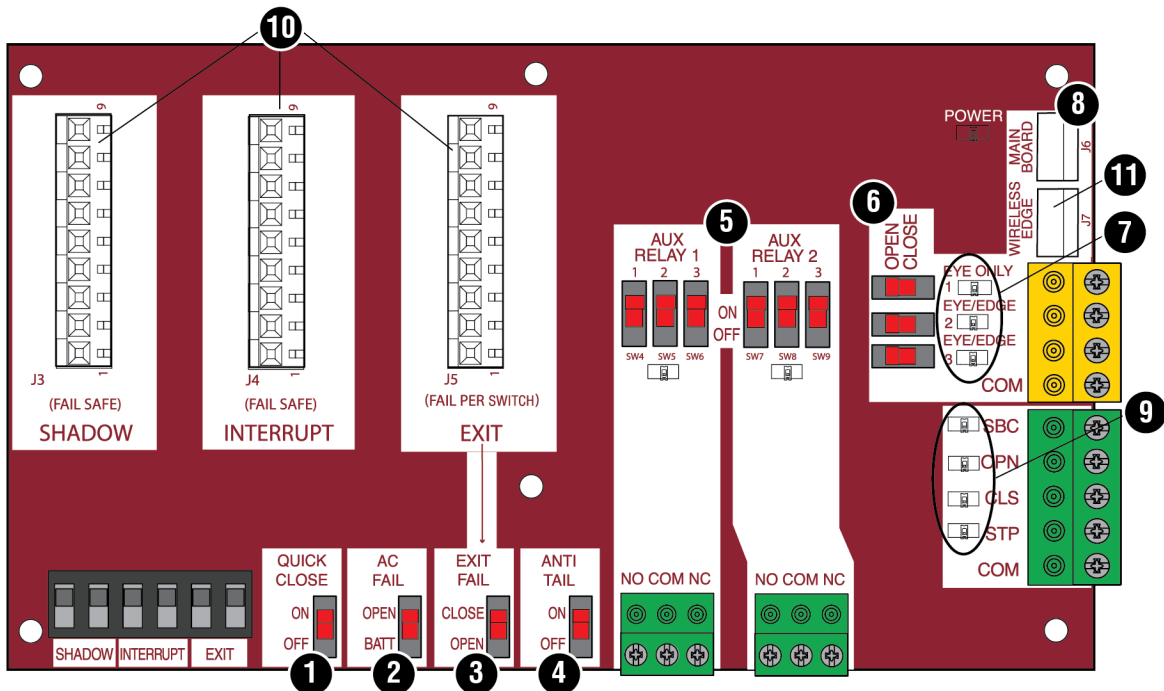 10
9
9
9
1
1
1
J3
J4
J5
(FAIL SAFE)
(FAIL SAFE)
(FAIL PER SWITCH)
SHADOW
INTERRUPT
EXIT
POWER
MAIN
BOARD
J6
8
WIRELESS
EDGE
J7
11
7
6
OPEN
CLOSE
EYE ONLY
1
EYE/EDGE
2
EYE/EDGE
3
COM
5
AUX
RELAY 1
1 2 3
AUX
RELAY 2
1 2 3
ON
OFF
SW4 SW5 SW6
SW7 SW8 SW9
9
SBC
OPN
CLS
STP
COM
NO COM NC
NO COM NC
SHADOW INTERRUPT EXIT
QUICK
CLOSE
ON
OFF
1
AC
FAIL
OPEN
BATT
2
EXIT
FAIL
CLOSE
OPEN
3
ANTI
TAIL
ON
OFF
4